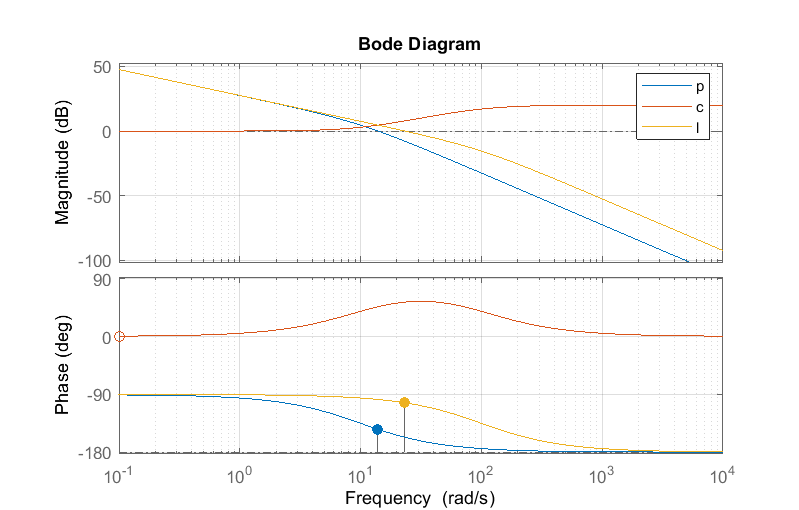 Bode Diagram
Magnitude (dB)
50
0
-50
-100
p
c
l
Phase (deg)
90
0
-90
-180
10^-1 10^0 10^1 10^2 10^3 10^4
Frequency (rad/s)